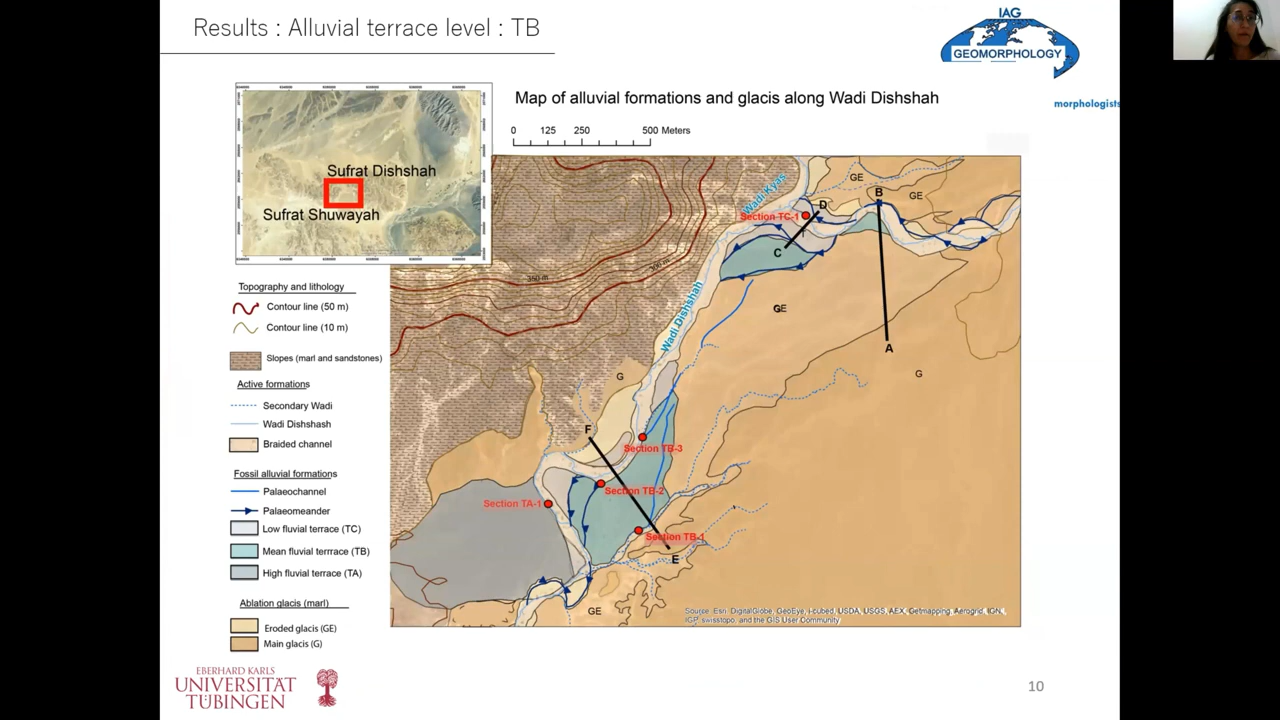 Results : Alluvial terrace level : TB
IAG
GEOMORPHOLOGY
morphologists
Map of alluvial formations and glacis along Wadi Dishshah
0 125 250 500 Meters
Sufrat Dishshah
Sufrat Shuwayah
Topography and lithology
Contour line (50 m)
Contour line (10 m)
Slopes (marl and sandstones)
Active formations
Secondary Wadi
Wadi Dishshash
Braided channel
Fossil alluvial formations
Palaeochannel
Palaeomeander
Low fluvial terrace (TC)
Mean fluvial terrrace (TB)
High fluvial terrace (TA)
Ablation glacis (marl)
Eroded glacis (GE)
Main glacis (G)
Wadi Kyas
GE
B
GE
D
Section TC-1
C
350 m
300 m
Wadi Dishshah
GE
A
G
G
F
Section TB-3
Section TB-2
Section TA-1
Section TB-1
E
GE
Source: Esri, DigitalGlobe, GeoEye, i-cubed, USDA, USGS, AEX, Getmapping, Aerogrid, IGN,
IGP, swisstopo, and the GIS User Community
EBERHARD KARLS
UNIVERSITÄT
TÜBINGEN
10